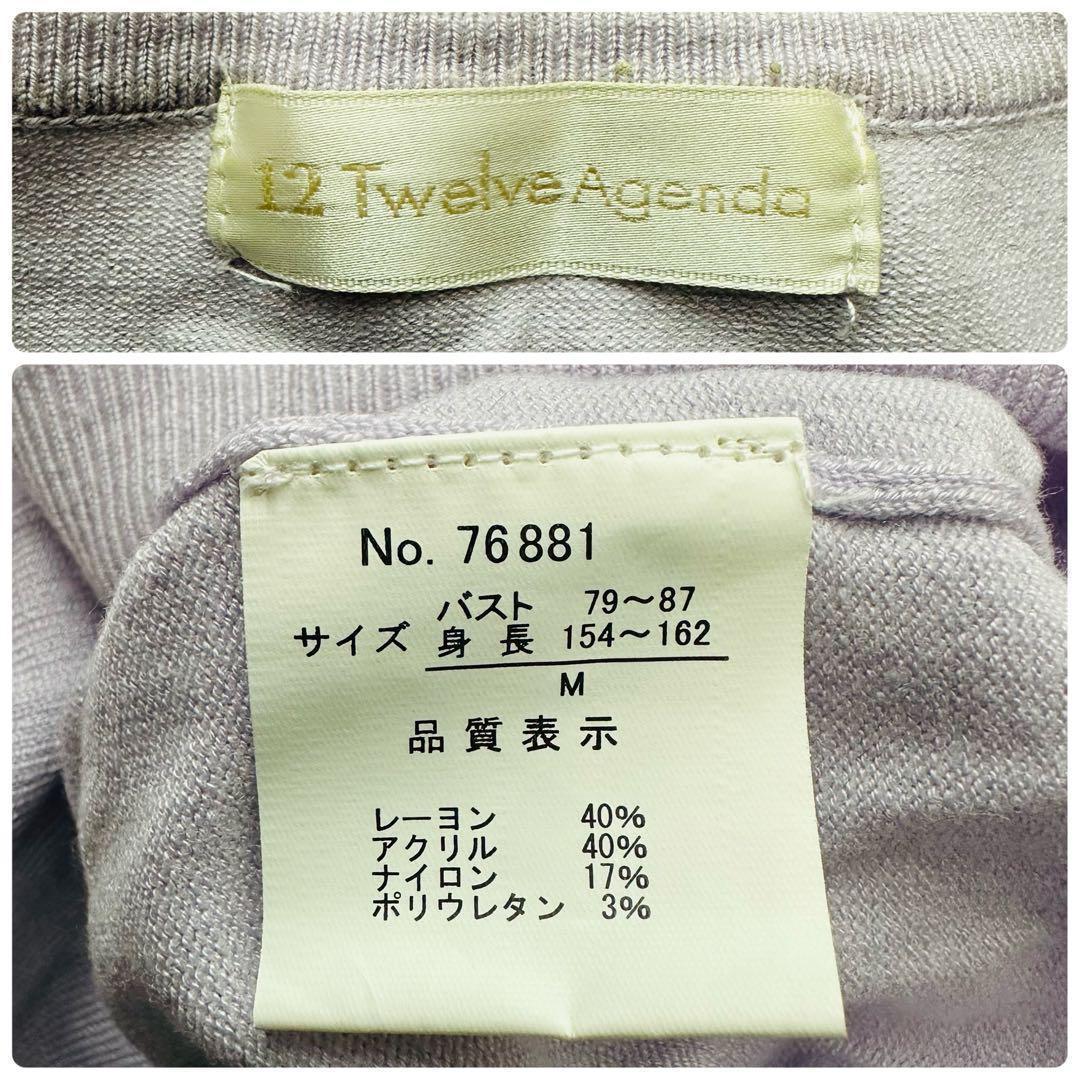 12 Twelve Agenda
No. 76881
バスト 79～87
サイズ 身長 154～162
M
品質表示
レーヨン 40%
アクリル 40%
ナイロン 17%
ポリウレタン 3%